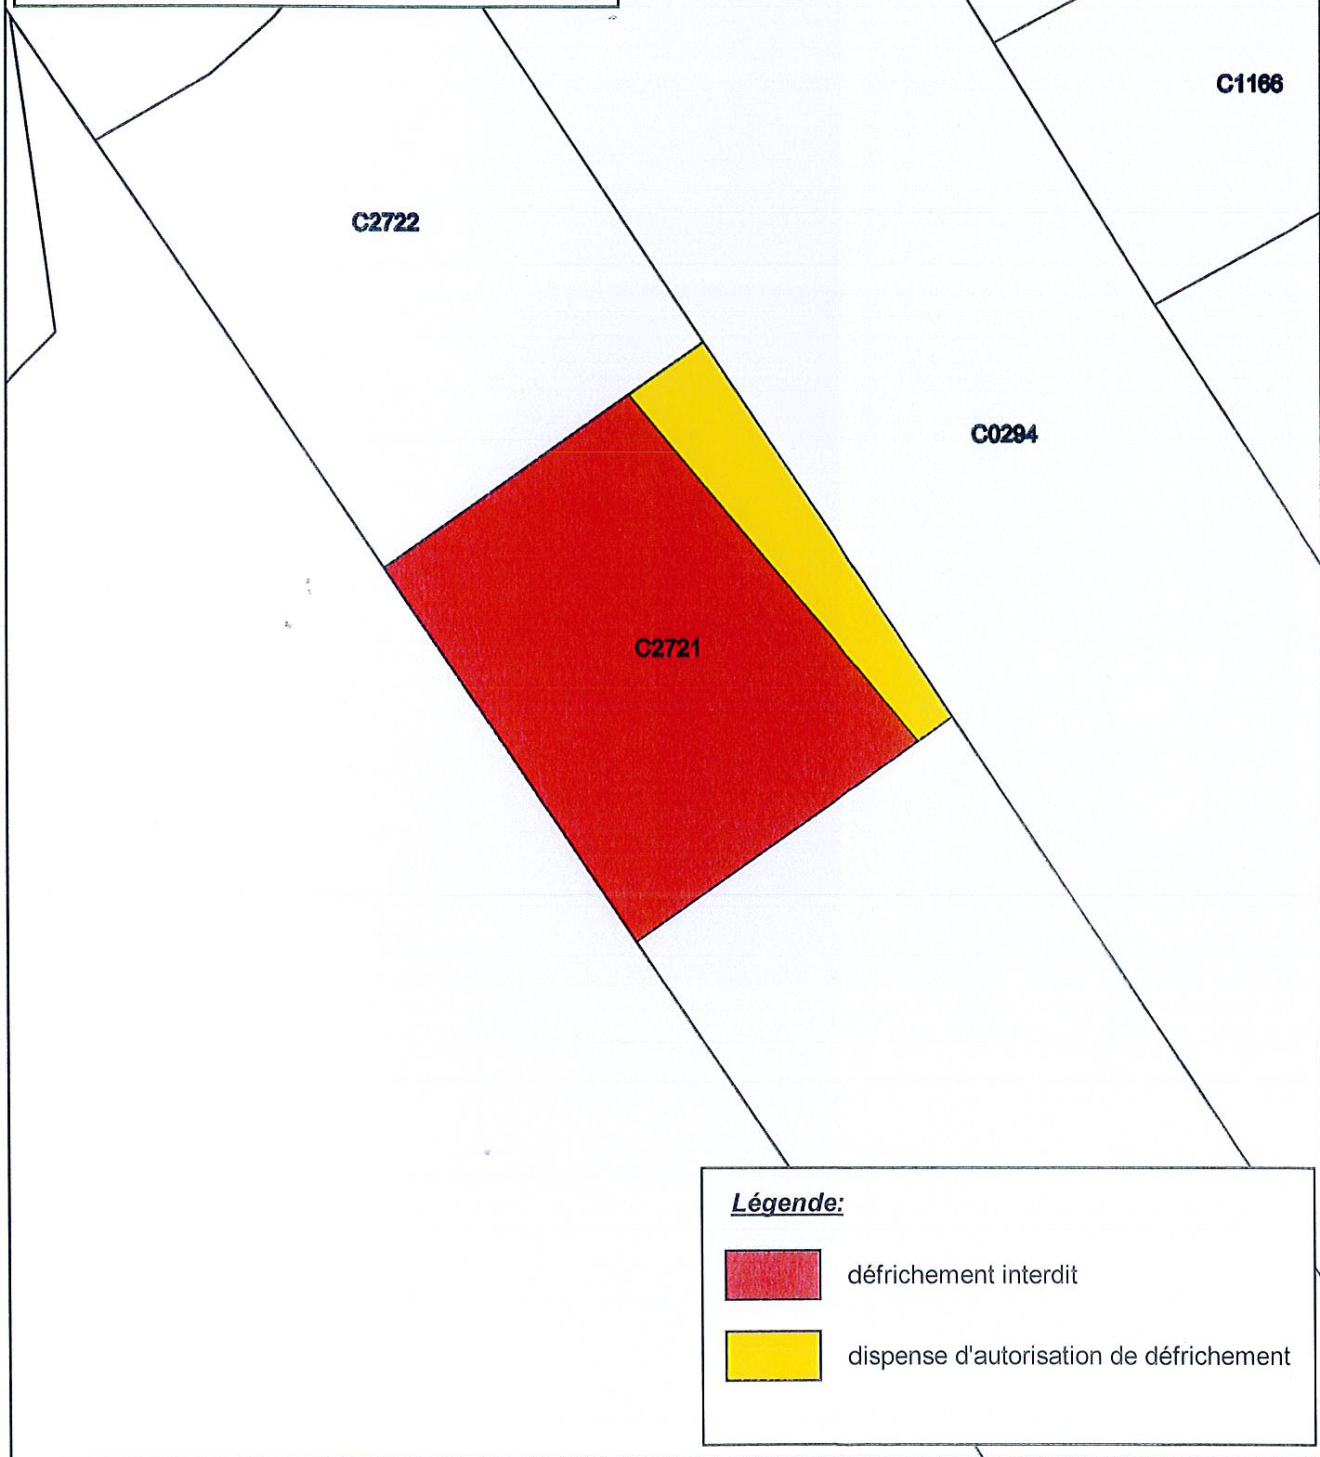 C1166
C2722
C0294
C2721
Légende:
défrichement interdit
dispense d'autorisation de défrichement